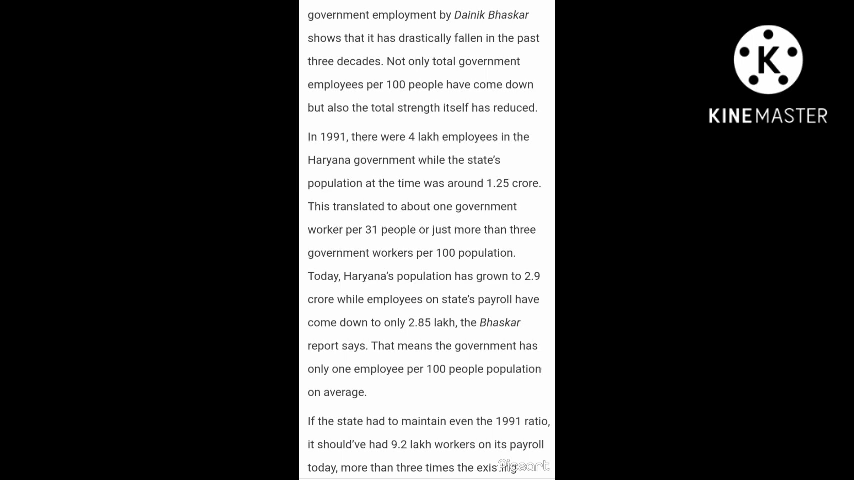 government employment by Dainik Bhaskar
shows that it has drastically fallen in the past
three decades. Not only total government
employees per 100 people have come down
but also the total strength itself has reduced.
In 1991, there were 4 lakh employees in the
Haryana government while the state's
population at the time was around 1.25 crore.
This translated to about one government
worker per 31 people or just more than three
government workers per 100 population.
Today, Haryana's population has grown to 2.9
crore while employees on state's payroll have
come down to only 2.85 lakh, the Bhaskar
report says. That means the government has
only one employee per 100 people population
on average.
If the state had to maintain even the 1991 ratio,
it should've had 9.2 lakh workers on its payroll
today, more than three times the
K
KINEMASTER